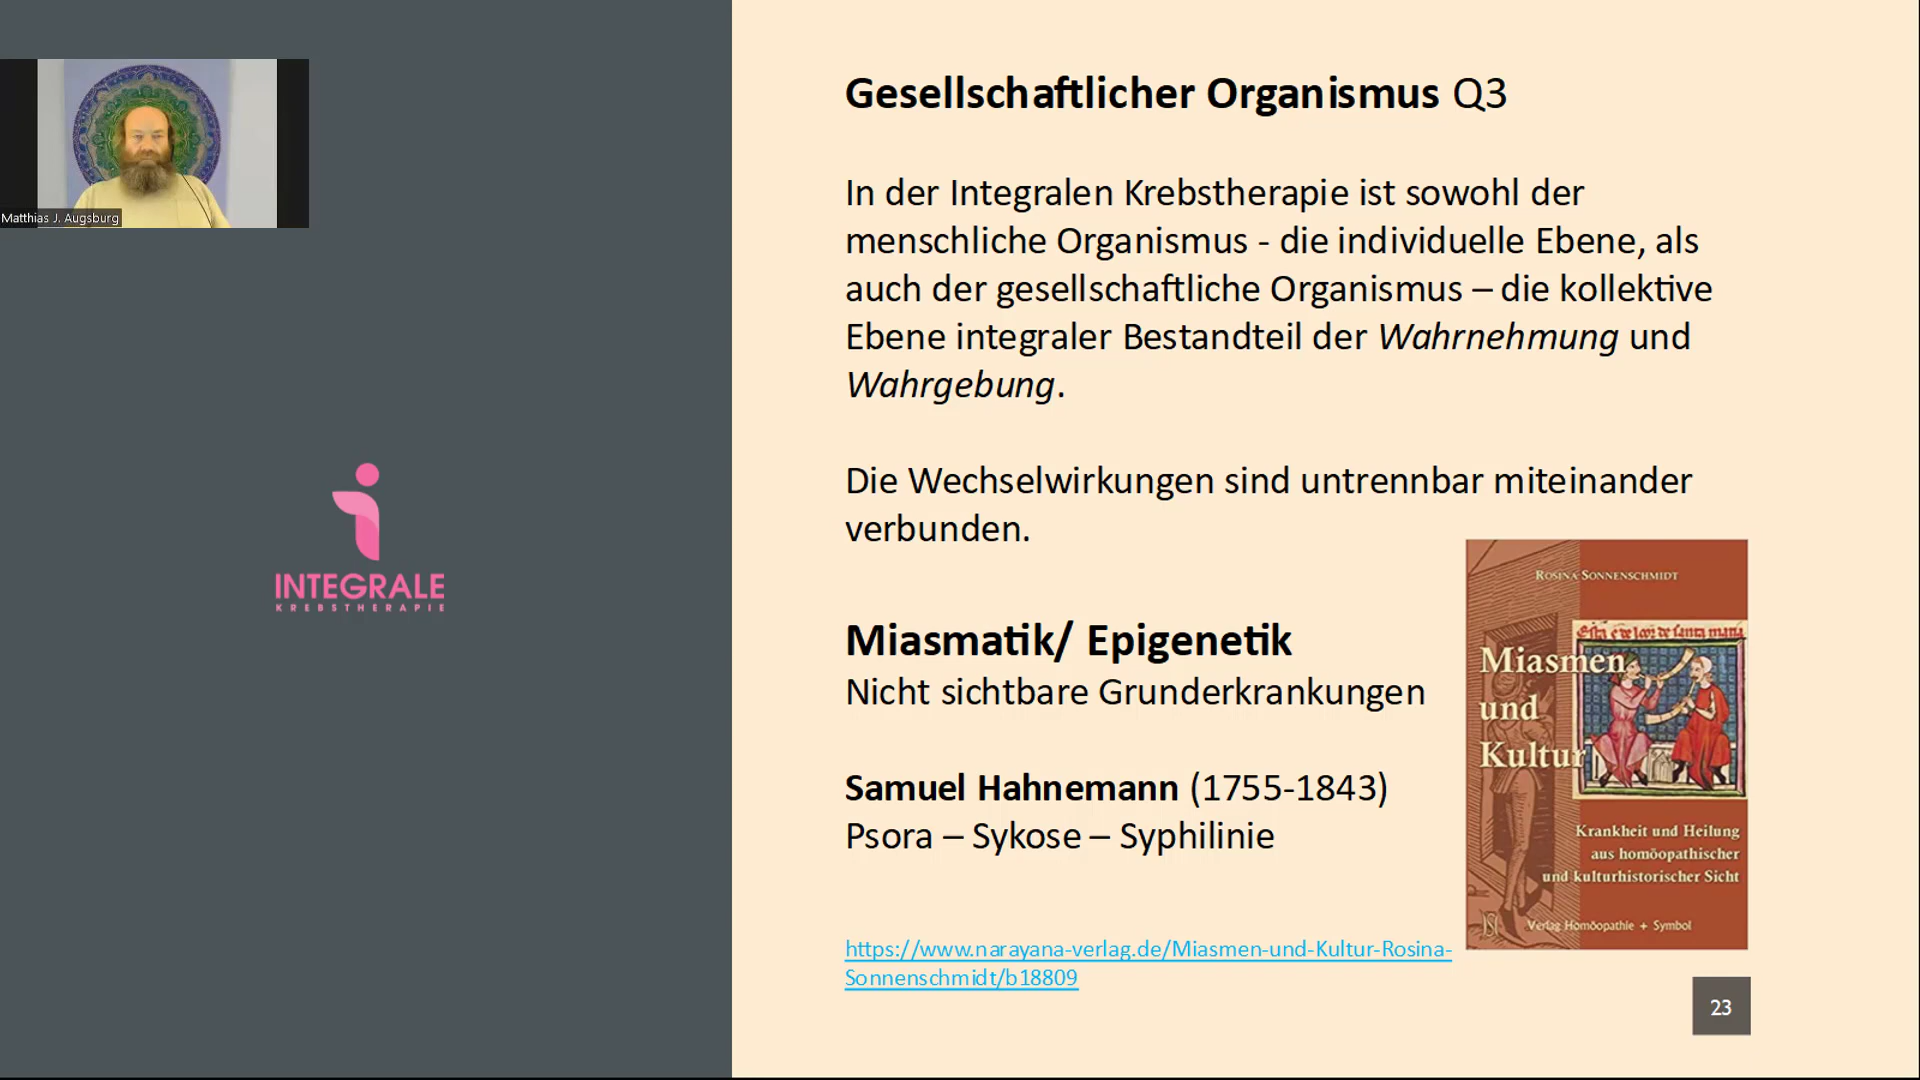 Matthias J. Augsburg
INTEGRALE
KREBSTHERAPIE
Gesellschaftlicher Organismus Q3
In der Integralen Krebstherapie ist sowohl der
menschliche Organismus - die individuelle Ebene, als
auch der gesellschaftliche Organismus – die kollektive
Ebene integraler Bestandteil der Wahrnehmung und
Wahrgebung.
Die Wechselwirkungen sind untrennbar miteinander
verbunden.
Miasmatik/ Epigenetik
Nicht sichtbare Grunderkrankungen
Samuel Hahnemann (1755-1843)
Psora – Sykose – Syphilinie
https://www.narayana-verlag.de/Miasmen-und-Kultur-Rosina-
Sonnenschmidt/b18809
Rosina Sonnenschmidt
Miasmen
und
Kultur
Krankheit und Heilung
aus homöopathischer
und kulturhistorischer Sicht
Verlag Homöopathie + Symbol
23